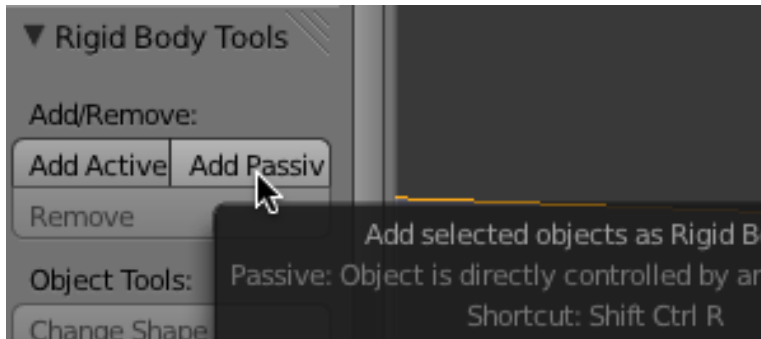 Rigid Body Tools
Add/Remove:
Add Active
Add Passiv
Remove
Add selected objects as Rigid B
Object Tools:
Passive: Object is directly controlled by an
Shortcut: Shift Ctrl R
Change Shape